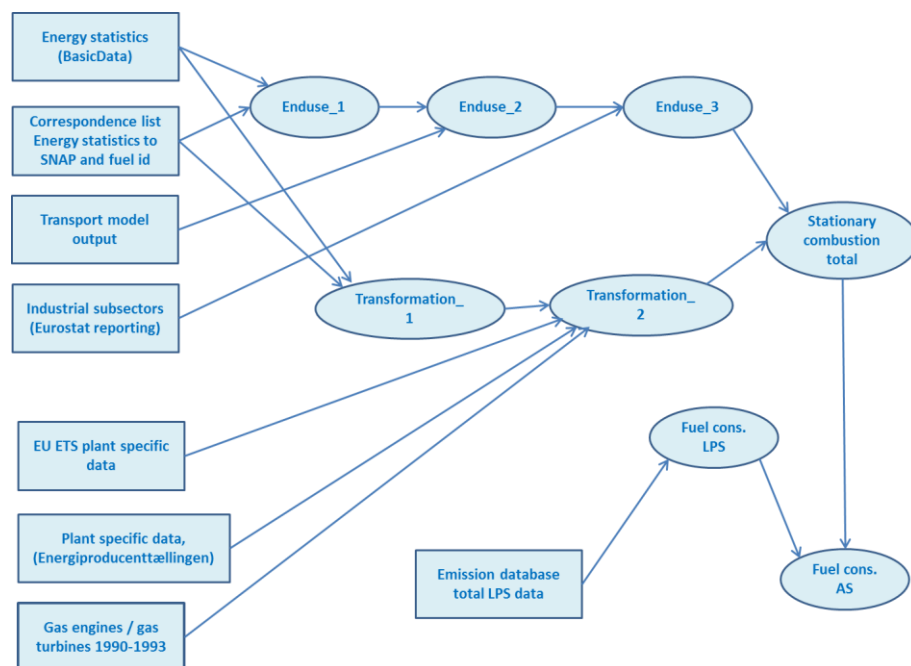 Energy statistics
(BasicData)
Enduse_1
Enduse_2
Enduse_3
Correspondence list
Energy statistics to
SNAP and fuel id
Transport model
output
Stationary
combustion
total
Industrial subsectors
(Eurostat reporting)
Transformation_
1
Transformation_
2
EU ETS plant specific
data
Fuel cons.
LPS
Plant specific data,
(Energiproducenttællingen)
Emission database
total LPS data
Fuel cons.
AS
Gas engines / gas
turbines 1990-1993